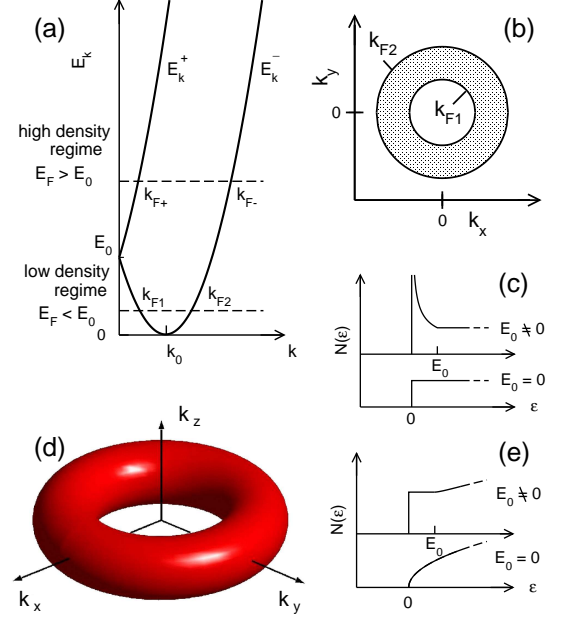 (a)
E_k
E_k^+
E_k^-
high density
regime
E_F > E_0
k_F+
k_F-
E_0
low density
regime
E_F < E_0
k_F1
k_F2
0
k_0
k
(b)
k_F2
k_y
k_F1
0
0
k_x
(c)
N(ε)
E_0 ≠ 0
E_0
E_0 = 0
0
ε
(d)
k_z
k_x
k_y
(e)
N(ε)
E_0 ≠ 0
E_0
E_0 = 0
0
ε